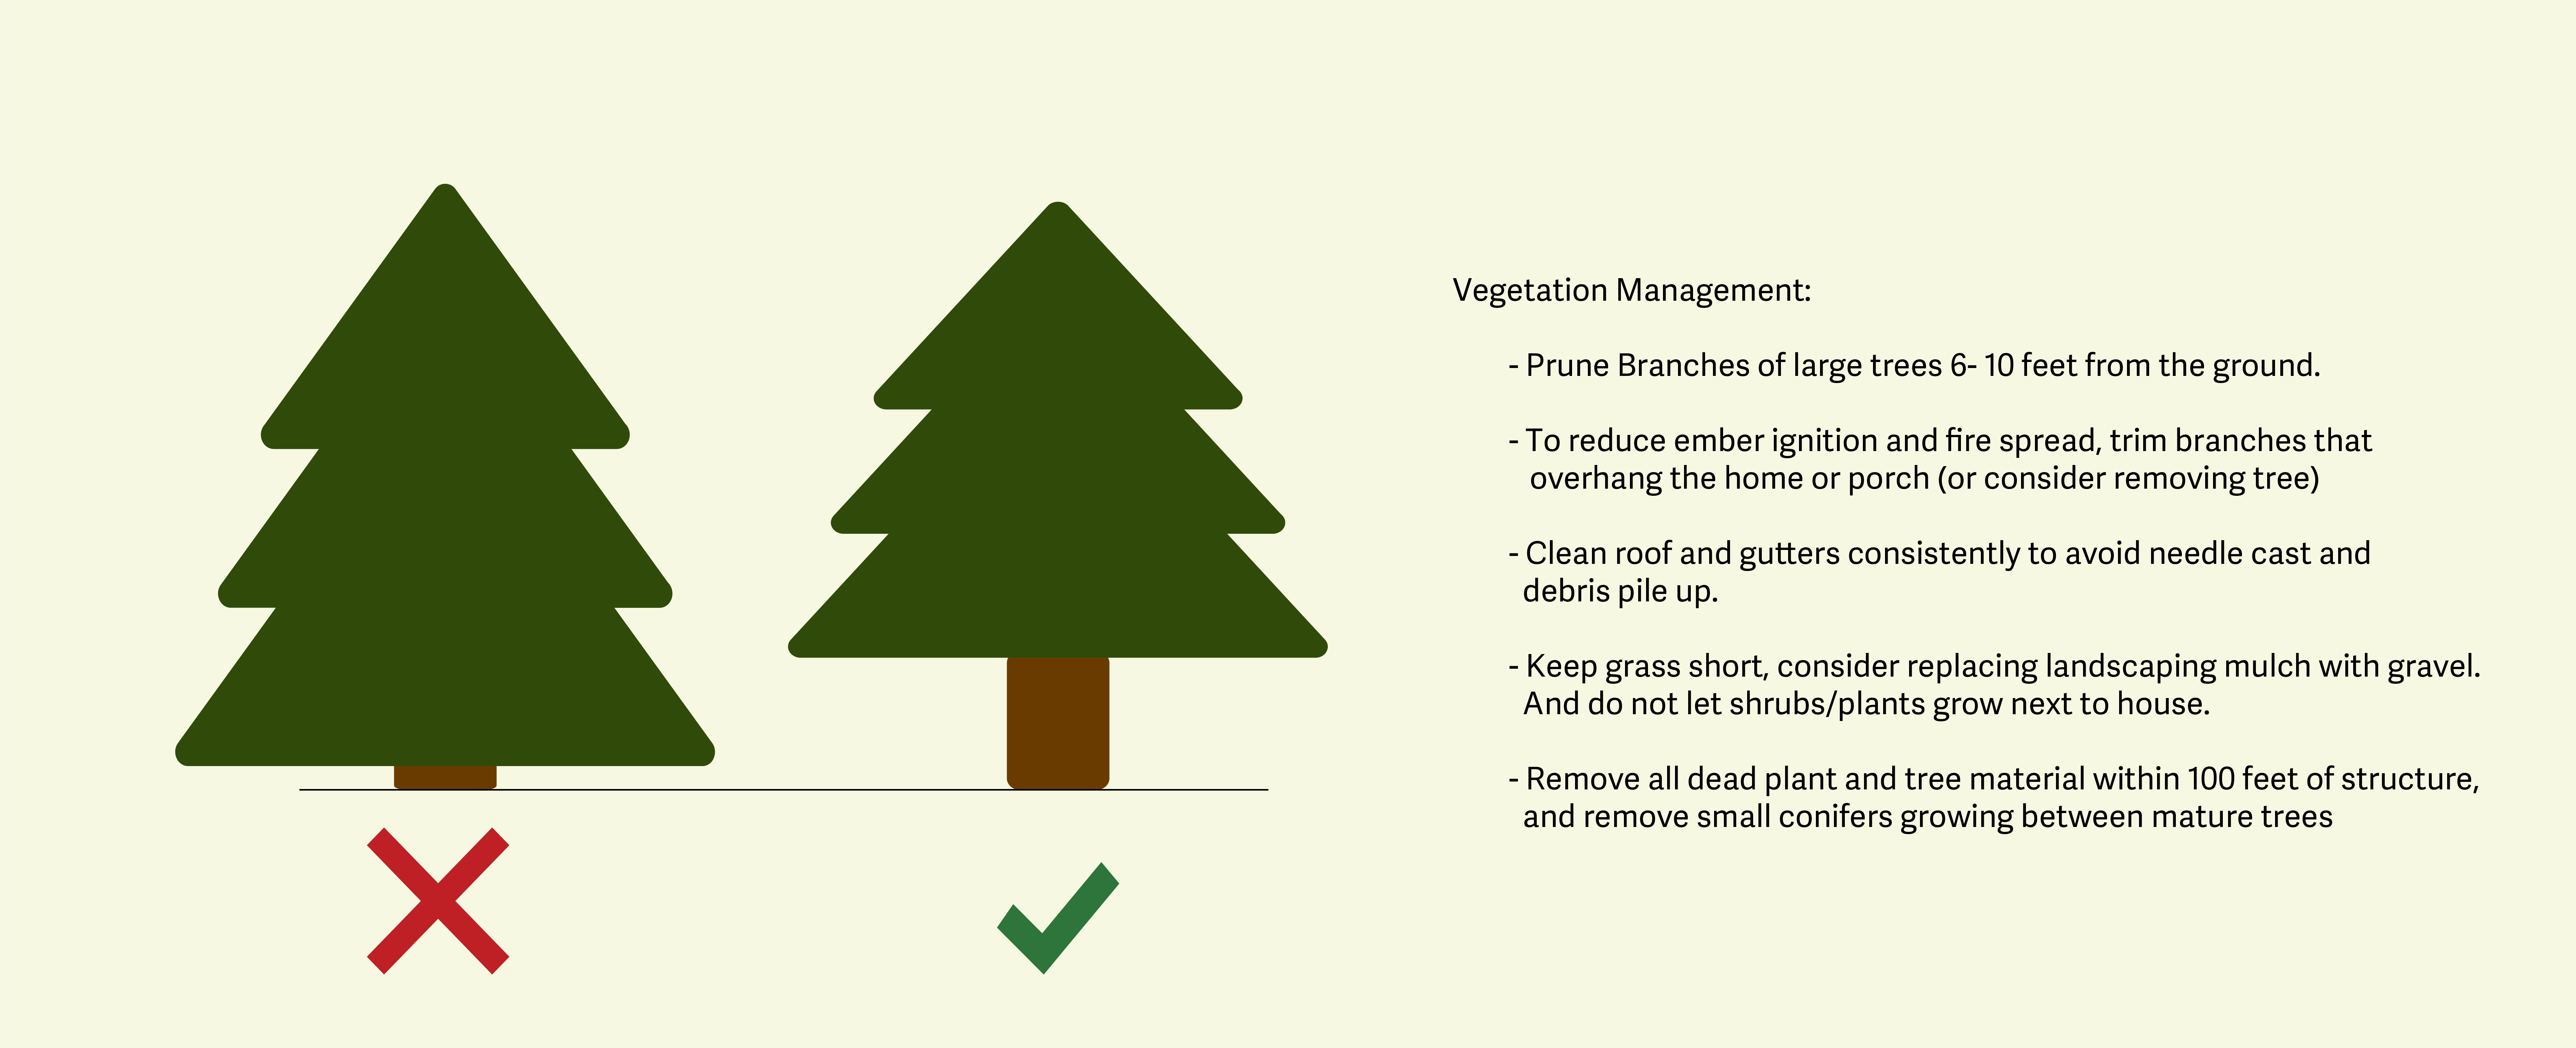 Vegetation Management:
- Prune Branches of large trees 6- 10 feet from the ground.
- To reduce ember ignition and fire spread, trim branches that
overhang the home or porch (or consider removing tree)
- Clean roof and gutters consistently to avoid needle cast and
debris pile up.
- Keep grass short, consider replacing landscaping mulch with gravel.
And do not let shrubs/plants grow next to house.
- Remove all dead plant and tree material within 100 feet of structure,
and remove small conifers growing between mature trees